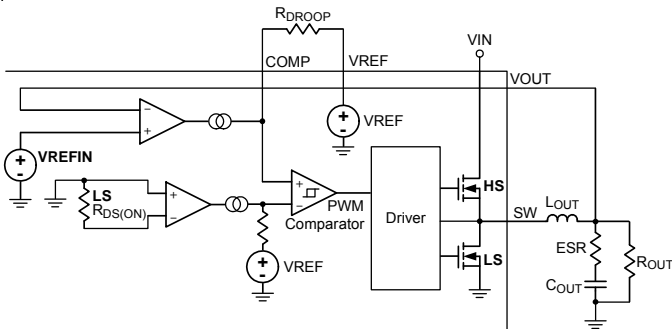 RDROOP
VIN
COMP
VREF
VOUT
− 
+
+
-
VREF
VREFIN
+
-
LS
RDS(ON)
+
−
+
−
PWM
Comparator
Driver
HS
SW
LOUT
LS
ESR
ROUT
COUT
+
-
VREF